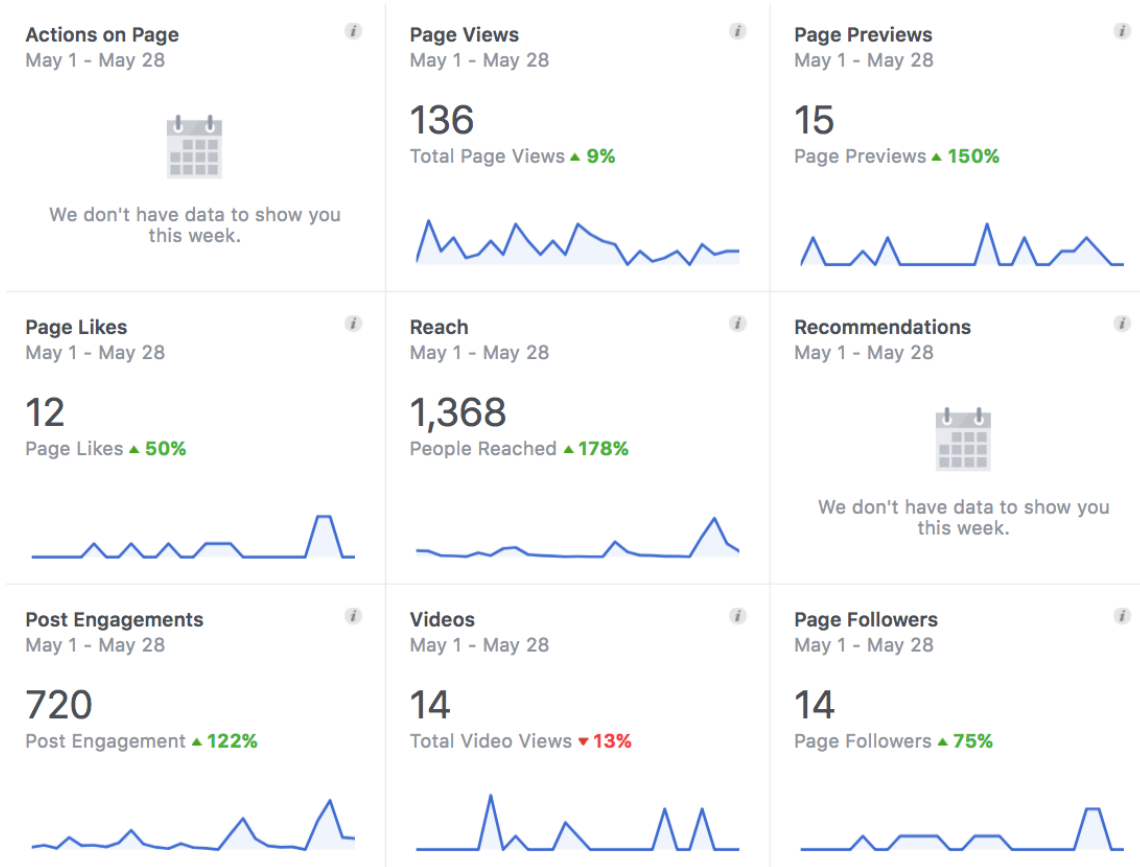 Actions on Page
May 1 - May 28
We don't have data to show you
this week.
Page Views
May 1 - May 28
136
Total Page Views ▲ 9%
Page Previews
May 1 - May 28
15
Page Previews ▲ 150%
Page Likes
May 1 - May 28
12
Page Likes ▲ 50%
Reach
May 1 - May 28
1,368
People Reached ▲ 178%
Recommendations
May 1 - May 28
We don't have data to show you
this week.
Post Engagements
May 1 - May 28
720
Post Engagement ▲ 122%
Videos
May 1 - May 28
14
Total Video Views ▼ 13%
Page Followers
May 1 - May 28
14
Page Followers ▲ 75%